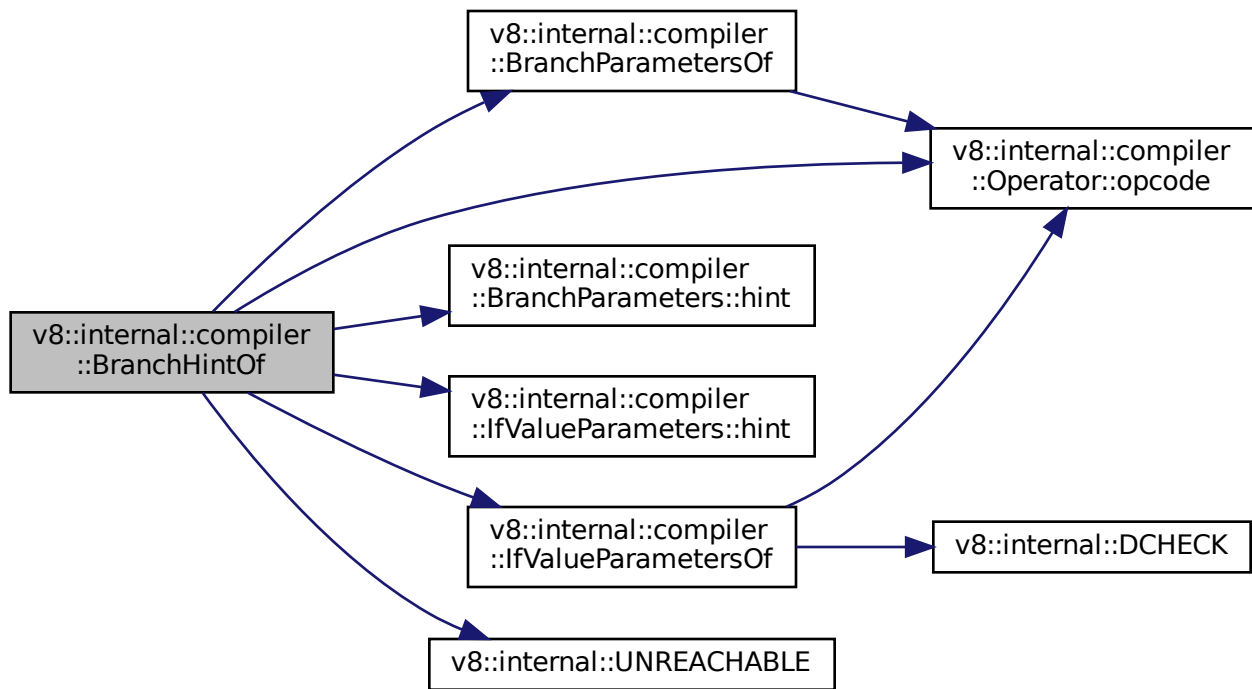 v8::internal::compiler
::BranchParametersOf
v8::internal::compiler
::Operator::opcode
v8::internal::compiler
::BranchParameters::hint
v8::internal::compiler
::BranchHintOf
v8::internal::compiler
::IfValueParameters::hint
v8::internal::compiler
::IfValueParametersOf
v8::internal::DCHECK
v8::internal::UNREACHABLE